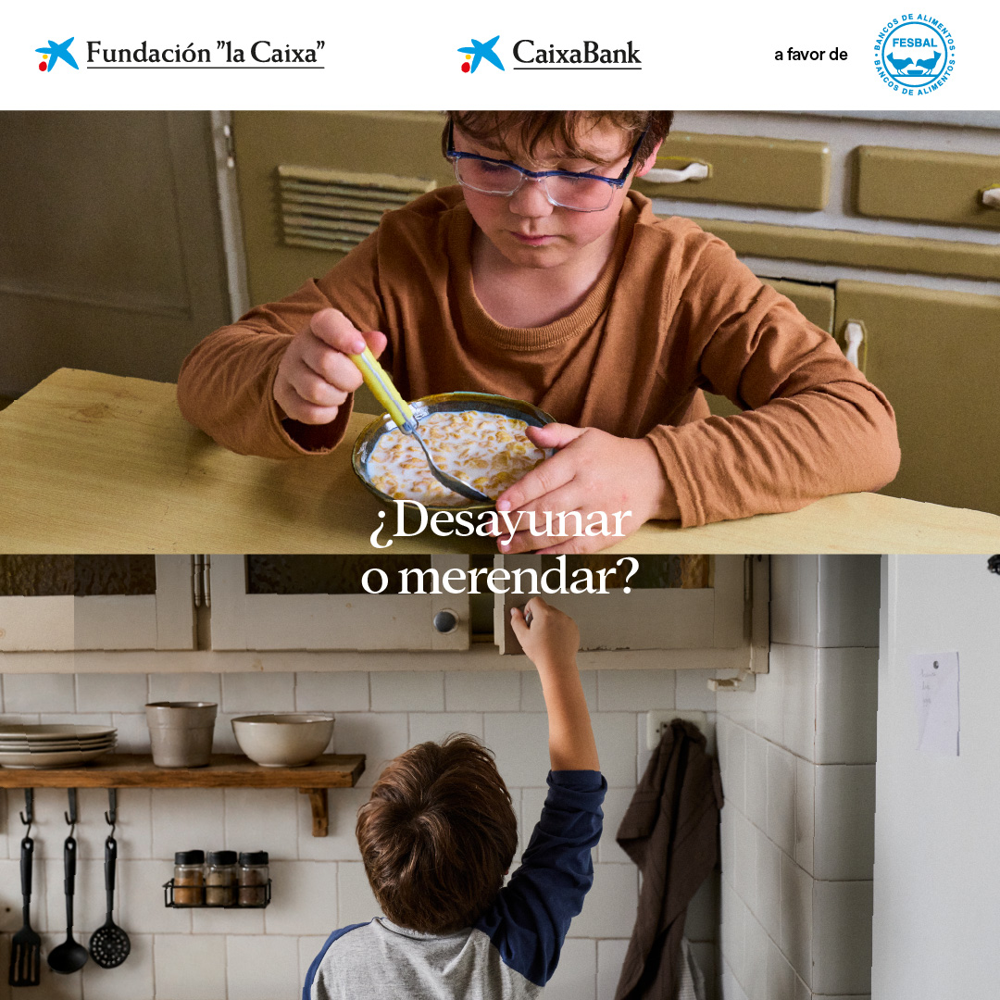 Fundación "la Caixa"
CaixaBank
a favor de
BANCOS DE ALIMENTOS
FESBAL
BANCOS DE ALIMENTOS
¿Desayunar
o merendar?